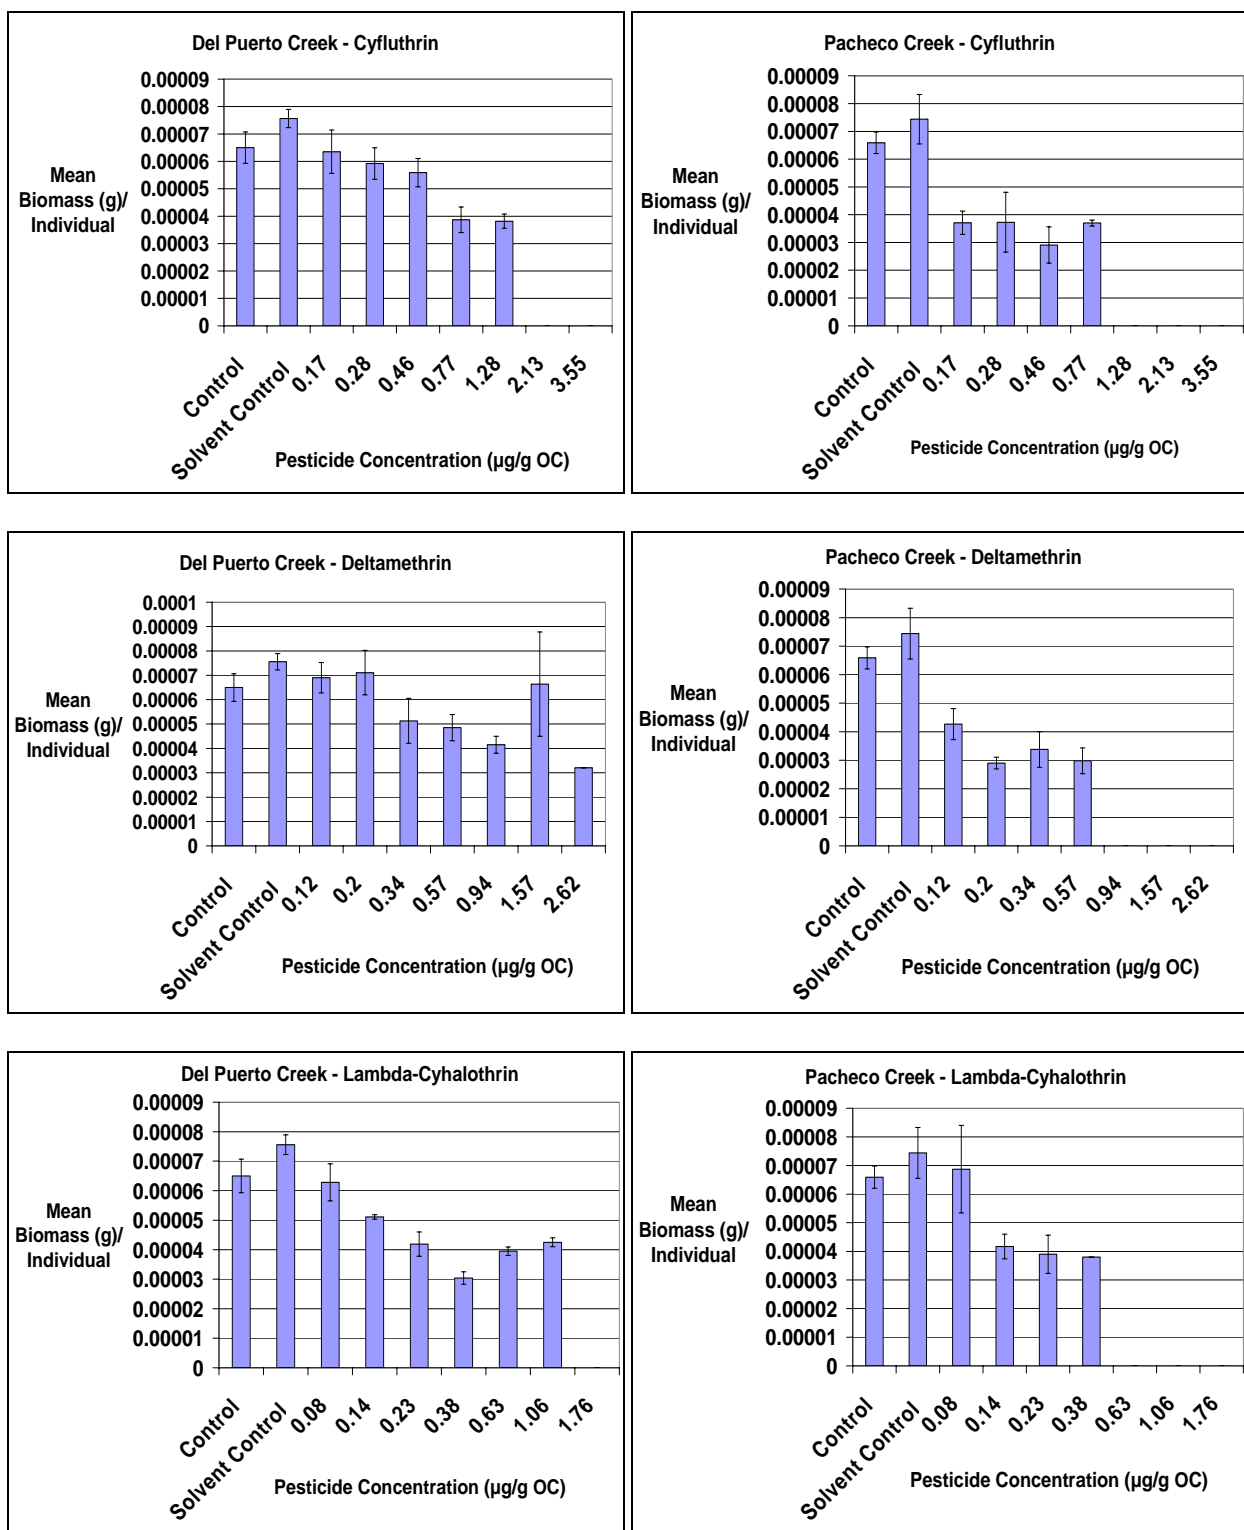 Del Puerto Creek - Cyfluthrin
0.00009
0.00008
0.00007
0.00006
0.00005
0.00004
0.00003
0.00002
0.00001
0
Mean
Biomass (g)/
Individual
Control
Solvent Control
0.17
0.28
0.46
0.77
1.28
2.13
3.55
Pesticide Concentration (µg/g OC)
Pacheco Creek - Cyfluthrin
0.00009
0.00008
0.00007
0.00006
0.00005
0.00004
0.00003
0.00002
0.00001
0
Mean
Biomass (g)/
Individual
Control
Solvent Control
0.17
0.28
0.46
0.77
1.28
2.13
3.55
Pesticide Concentration (µg/g OC)
Del Puerto Creek - Deltamethrin
0.0001
0.00009
0.00008
0.00007
0.00006
0.00005
0.00004
0.00003
0.00002
0.00001
0
Mean
Biomass (g)/
Individual
Control
Solvent Control
0.12
0.2
0.34
0.57
0.94
1.57
2.62
Pesticide Concentration (µg/g OC)
Pacheco Creek - Deltamethrin
0.00009
0.00008
0.00007
0.00006
0.00005
0.00004
0.00003
0.00002
0.00001
0
Mean
Biomass (g)/
Individual
Control
Solvent Control
0.12
0.2
0.34
0.57
0.94
1.57
2.62
Pesticide Concentration (µg/g OC)
Del Puerto Creek - Lambda-Cyhalothrin
0.00009
0.00008
0.00007
0.00006
0.00005
0.00004
0.00003
0.00002
0.00001
0
Mean
Biomass (g)/
Individual
Control
Solvent Control
0.08
0.14
0.23
0.38
0.63
1.06
1.76
Pesticide Concentration (µg/g OC)
Pacheco Creek - Lambda-Cyhalothrin
0.00009
0.00008
0.00007
0.00006
0.00005
0.00004
0.00003
0.00002
0.00001
0
Mean
Biomass (g)/
Individual
Control
Solvent Control
0.08
0.14
0.23
0.38
0.63
1.06
1.76
Pesticide Concentration (µg/g OC)